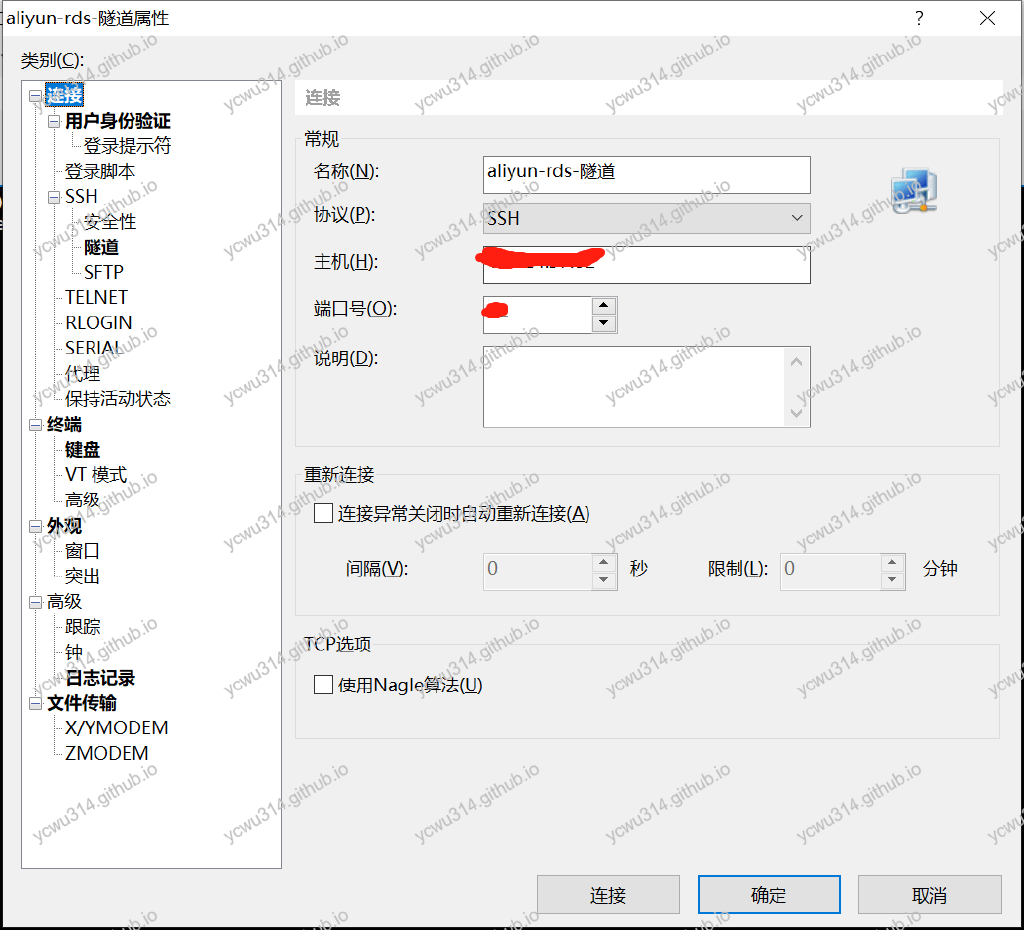 aliyun-rds-隧道属性
类别(C):
连接
用户身份验证
登录提示符
登录脚本
SSH
安全性
隧道
SFTP
TELNET
RLOGIN
SERIAL
代理
保持活动状态
终端
键盘
VT 模式
高级
外观
窗口
突出
高级
跟踪
钟
日志记录
文件传输
X/YMODEM
ZMODEM
连接
常规
名称(N):
aliyun-rds-隧道
协议(P):
SSH
主机(H):
端口号(O):
说明(D):
重新连接
连接异常关闭时自动重新连接(A)
间隔(V): 0 秒 限制(L): 0 分钟
TCP选项
使用Nagle算法(U)
连接 确定 取消
ycwu314.github.io